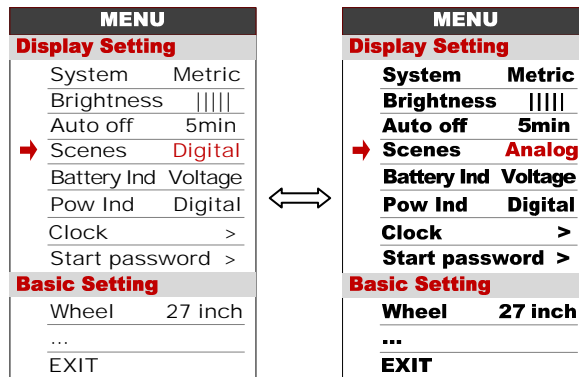 MENU
Display Setting
System Metric
Brightness |||||
Auto off 5min
Scenes Digital
Battery Ind Voltage
Pow Ind Digital
Clock >
Start password >
Basic Setting
Wheel 27 inch
...
EXIT
MENU
Display Setting
System Metric
Brightness |||||
Auto off 5min
Scenes Analog
Battery Ind Voltage
Pow Ind Digital
Clock >
Start password >
Basic Setting
Wheel 27 inch
...
EXIT